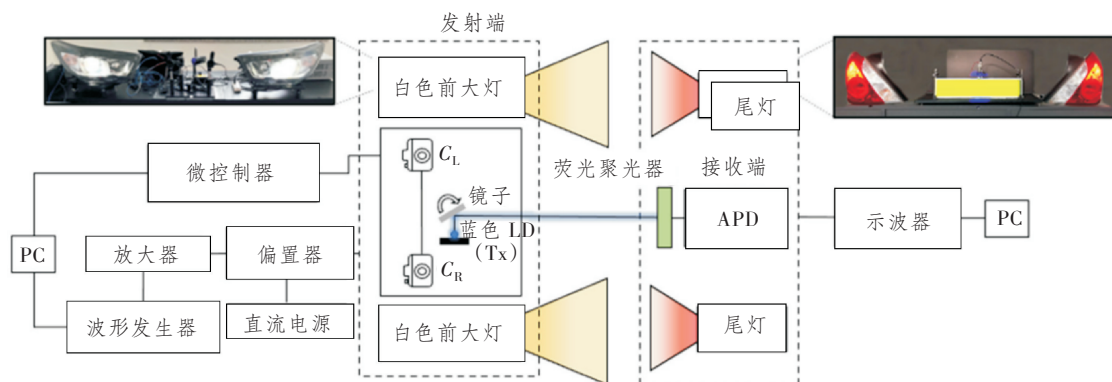 发射端
白色前大灯
尾灯
微控制器
C_L
荧光聚光器
接收端
镜子
蓝色 LD
(Tx)
APD
示波器
PC
PC
放大器
偏置器
C_R
波形发生器
直流电源
白色前大灯
尾灯